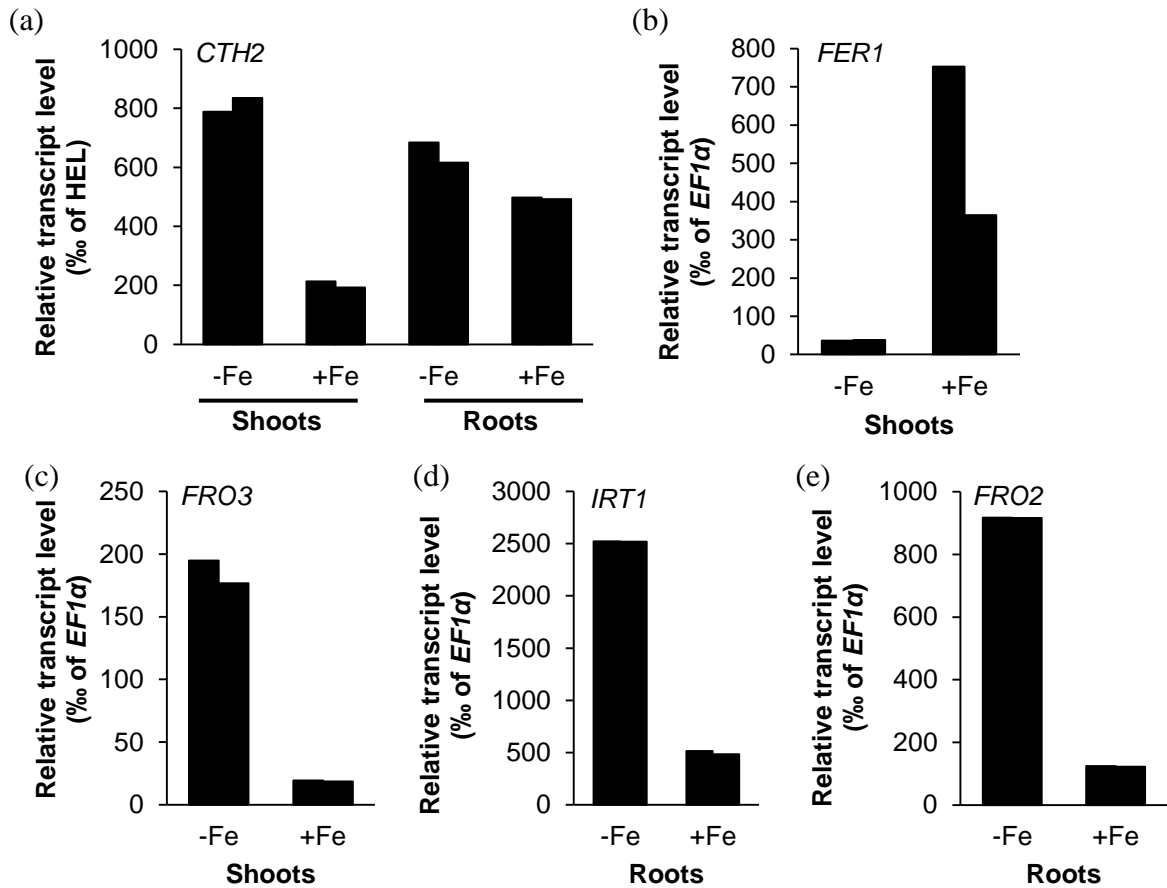 (a)
CTH2
Relative transcript level
(‰ of HEL)
1000
800
600
400
200
0
-Fe
+Fe
-Fe
+Fe
Shoots
Roots
(b)
FER1
Relative transcript level
(‰ of EF1α)
800
700
600
500
400
300
200
100
0
-Fe
+Fe
Shoots
(c)
FRO3
Relative transcript level
(‰ of EF1α)
250
200
150
100
50
0
-Fe
+Fe
Shoots
(d)
IRT1
Relative transcript level
(‰ of EF1α)
3000
2500
2000
1500
1000
500
0
-Fe
+Fe
Roots
(e)
FRO2
Relative transcript level
(‰ of EF1α)
1000
800
600
400
200
0
-Fe
+Fe
Roots